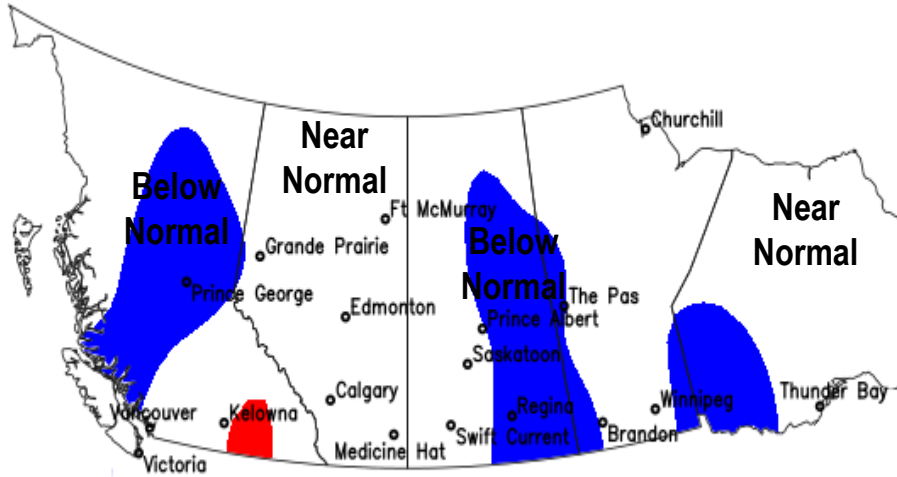 Churchill
Near
Normal
Below
Normal
Near
Normal
Ft McMurray
Grande Prairie
Below
Normal
Prince George
The Pas
Edmonton
Prince Albert
Saskatoon
Calgary
Thunder Bay
Vancouver
Kelowna
Regina
Winnipeg
Swift Current
Brandon
Medicine Hat
Victoria